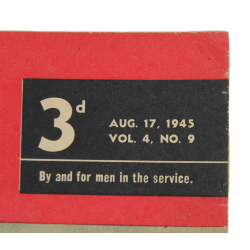 3d
AUG. 17, 1945
VOL. 4, NO. 9
By and for men in the service.